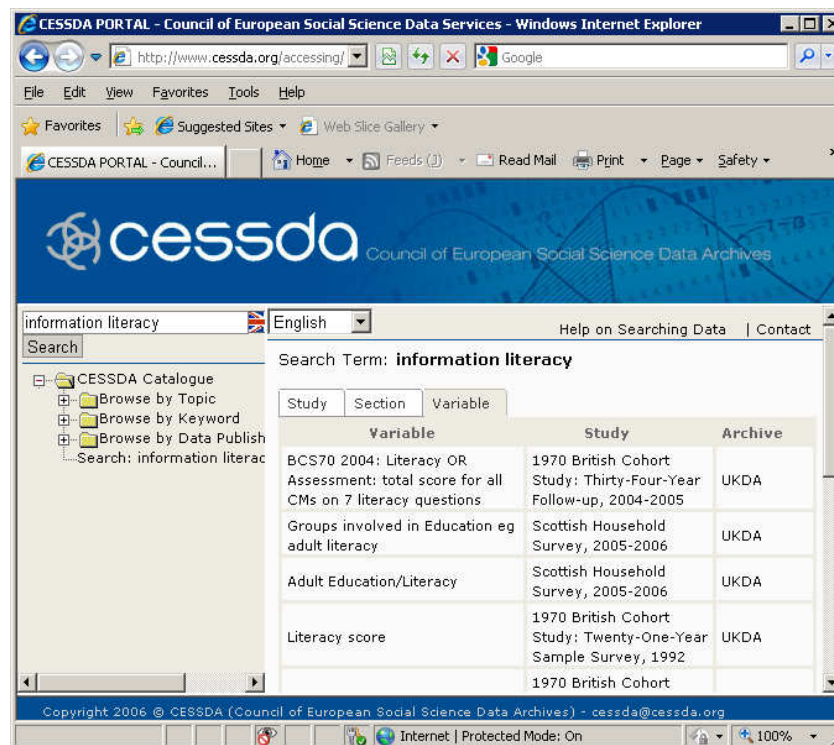 CESSDA PORTAL - Council of European Social Science Data Services - Windows Internet Explorer
http://www.cessda.org/accessing/
Google
File Edit View Favorites Tools Help
Favorites Suggested Sites Web Slice Gallery
CESSDA PORTAL - Council... Home Feeds (J) Read Mail Print Page Safety
cessda Council of European Social Science Data Archives
information literacy English Help on Searching Data | Contact
Search
Search Term: information literacy
CESSDA Catalogue
Browse by Topic
Browse by Keyword
Browse by Data Publish
Search: information literac
Study Section Variable
Variable Study Archive
BCS70 2004: Literacy OR
Assessment: total score for all
CMs on 7 literacy questions
1970 British Cohort
Study: Thirty-Four-Year
Follow-up, 2004-2005
UKDA
Groups involved in Education eg
adult literacy
Scottish Household
Survey, 2005-2006
UKDA
Adult Education/Literacy
Scottish Household
Survey, 2005-2006
UKDA
Literacy score
1970 British Cohort
Study: Twenty-One-Year
Sample Survey, 1992
UKDA
1970 British Cohort
Copyright 2006 © CESSDA (Council of European Social Science Data Archives) - cessda@cessda.org
Internet | Protected Mode: On 100%